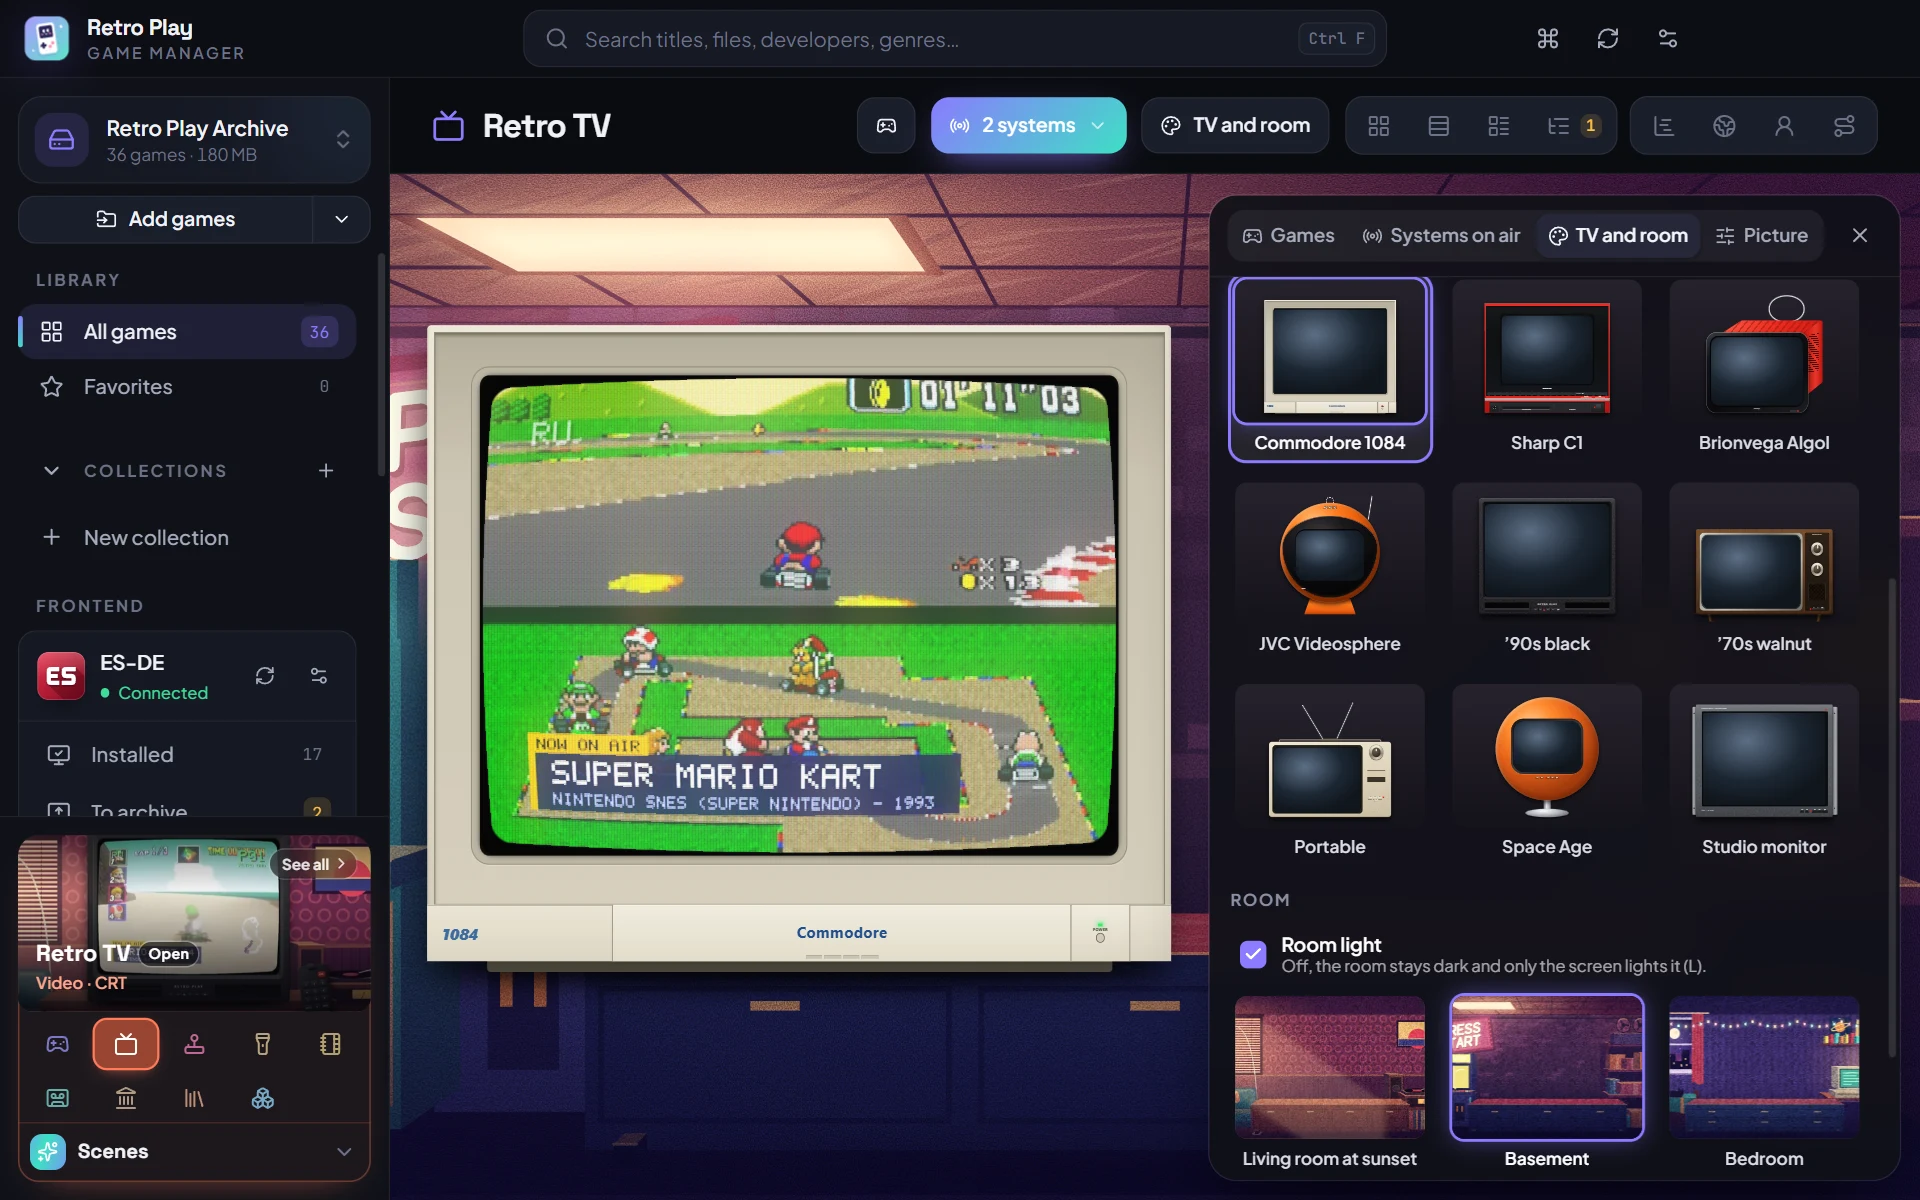 Retro Play
GAME MANAGER
Search titles, files, developers, genres…
Ctrl F
Retro Play Archive
36 games · 180 MB
Add games
LIBRARY
All games
36
Favorites
0
COLLECTIONS
New collection
FRONTEND
ES
ES-DE
Connected
Installed
17
To archive
2
See all
Retro TV
Open
Video · CRT
Scenes
Retro TV
2 systems
TV and room
1
01'11"03
RU
X 3
X 13
NOW ON AIR
SUPER MARIO KART
NINTENDO SNES (SUPER NINTENDO) - 1993
1084
Commodore
POWER
Games
Systems on air
TV and room
Picture
Commodore 1084
Sharp C1
Brionvega Algol
JVC Videosphere
'90s black
'70s walnut
Portable
Space Age
Studio monitor
ROOM
Room light
Off, the room stays dark and only the screen lights it (L).
Living room at sunset
Basement
Bedroom